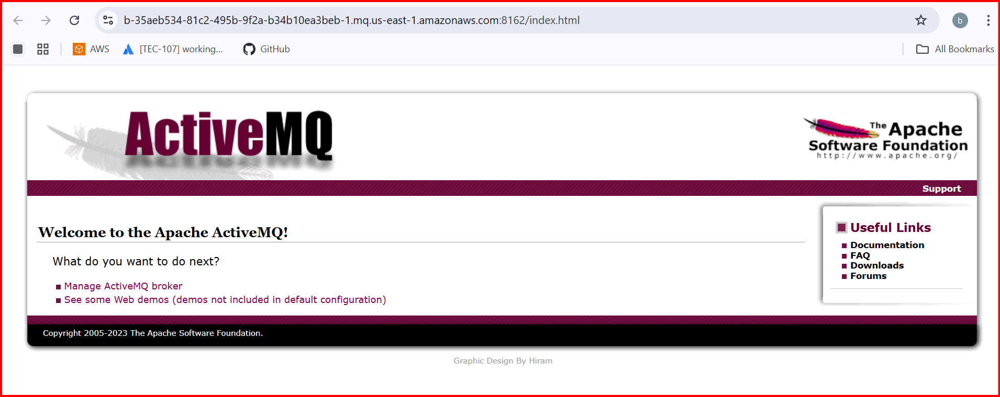 b-35aeb534-81c2-495b-9f2a-b34b10ea3beb-1.mq.us-east-1.amazonaws.com:8162/index.html
b
AWS
[TEC-107] working...
GitHub
All Bookmarks
ActiveMQ
The Apache
Software Foundation
http://www.apache.org/
Support
Welcome to the Apache ActiveMQ!
What do you want to do next?
Manage ActiveMQ broker
See some Web demos (demos not included in default configuration)
Useful Links
Documentation
FAQ
Downloads
Forums
Copyright 2005-2023 The Apache Software Foundation.
Graphic Design By Hiram